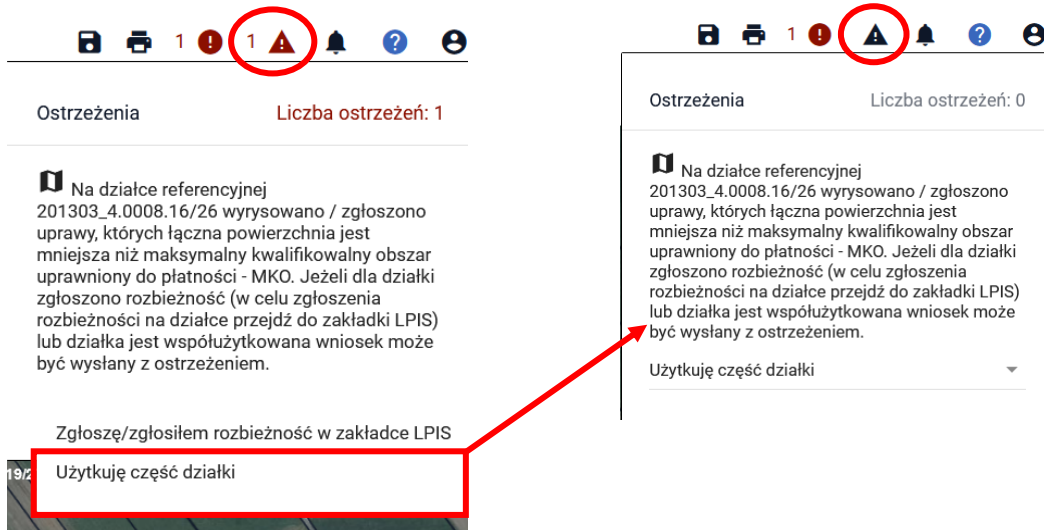 1 1
Ostrzeżenia Liczba ostrzeżeń: 1
Na działce referencyjnej
201303_4.0008.16/26 wyrysowano / zgłoszono
uprawy, których łączna powierzchnia jest
mniejsza niż maksymalny kwalifikowalny obszar
uprawniony do płatności - MKO. Jeżeli dla działki
zgłoszono rozbieżność (w celu zgłoszenia
rozbieżności na działce przejdź do zakładki LPIS)
lub działka jest współużytkowana wniosek może
być wysłany z ostrzeżeniem.
Zgłoszę/zgłosiłem rozbieżność w zakładce LPIS
Użytkuję część działki
1
Ostrzeżenia Liczba ostrzeżeń: 0
Na działce referencyjnej
201303_4.0008.16/26 wyrysowano / zgłoszono
uprawy, których łączna powierzchnia jest
mniejsza niż maksymalny kwalifikowalny obszar
uprawniony do płatności - MKO. Jeżeli dla działki
zgłoszono rozbieżność (w celu zgłoszenia
rozbieżności na działce przejdź do zakładki LPIS)
lub działka jest współużytkowana wniosek może
być wysłany z ostrzeżeniem.
Użytkuję część działki